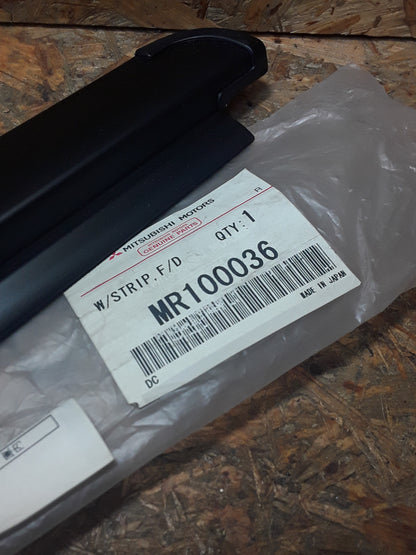 MITSUBISHI MOTORS
GENUINE PARTS
R
W/STRIP,F/D QTY:1
MR100036
DC MADE IN JAPAN